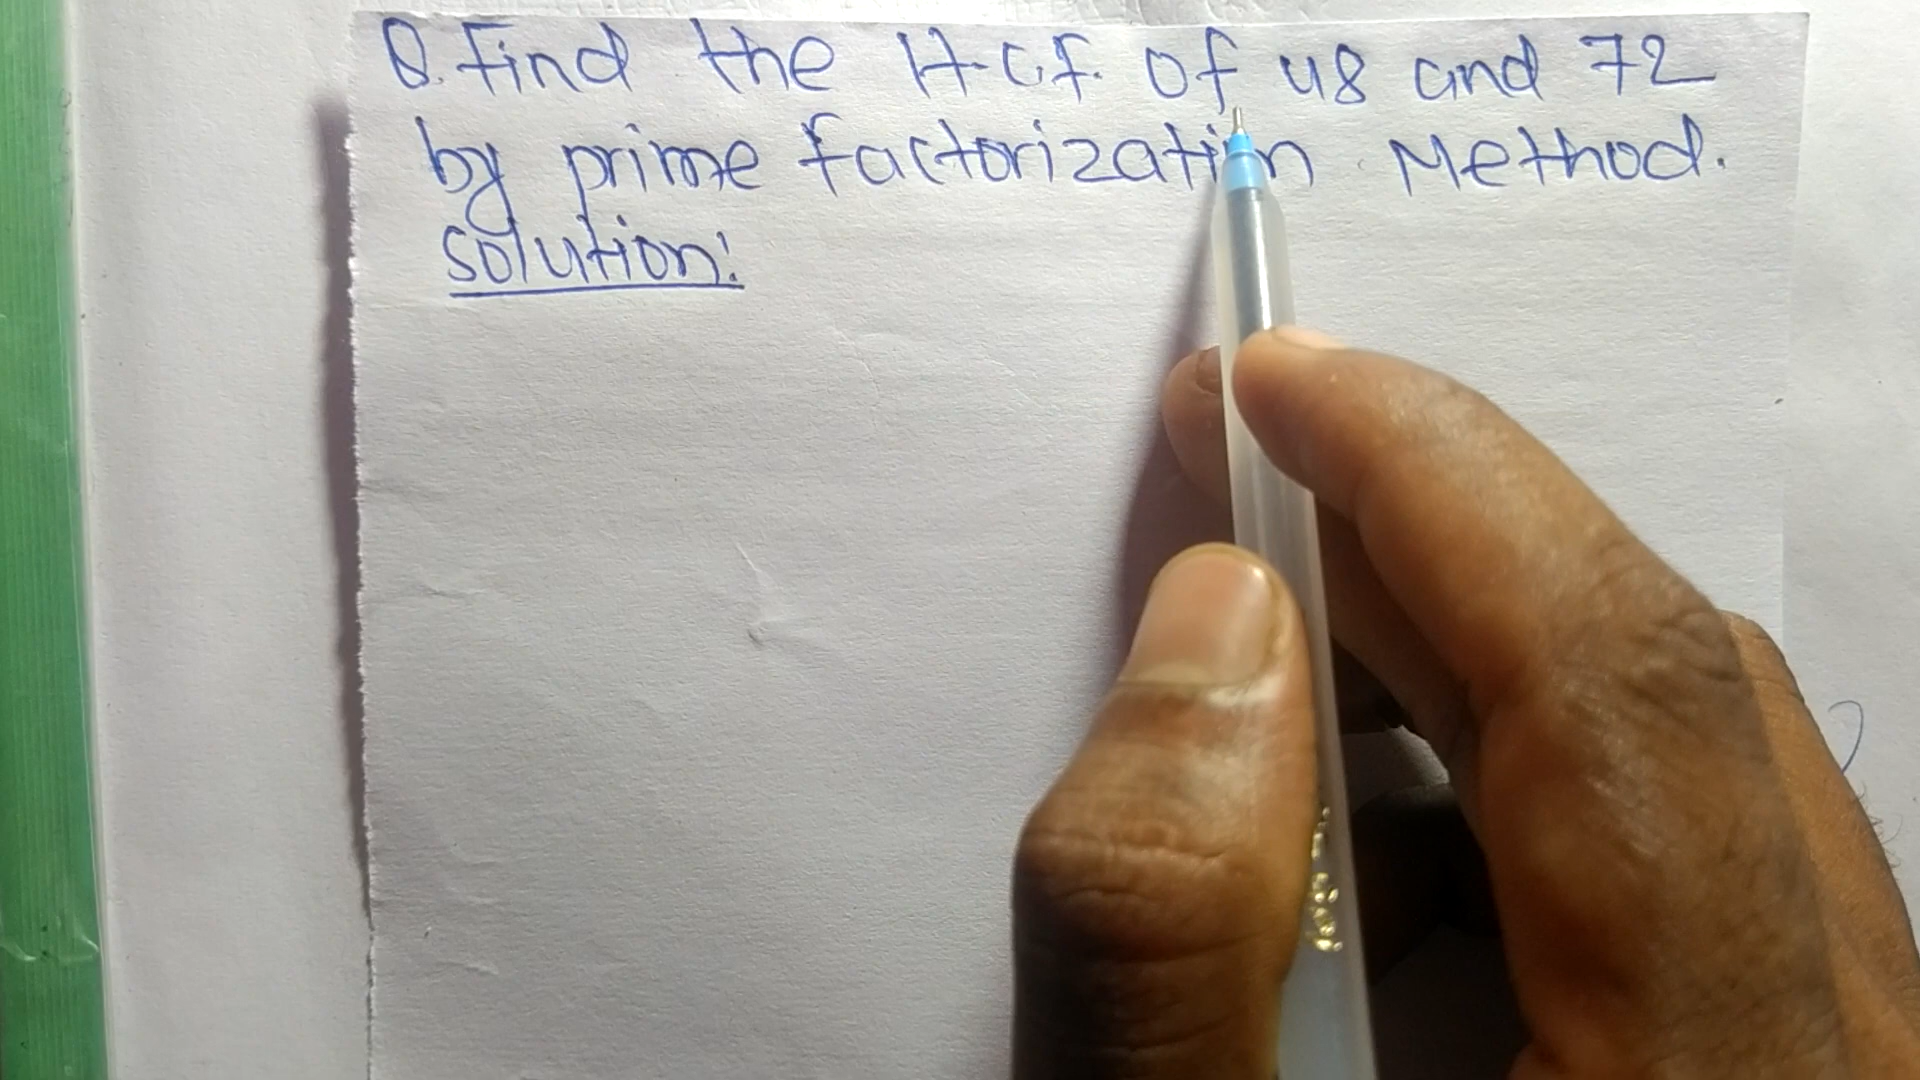 Q. Find the H.C.F. of 48 and 72
by prime factorization Method.
solution: